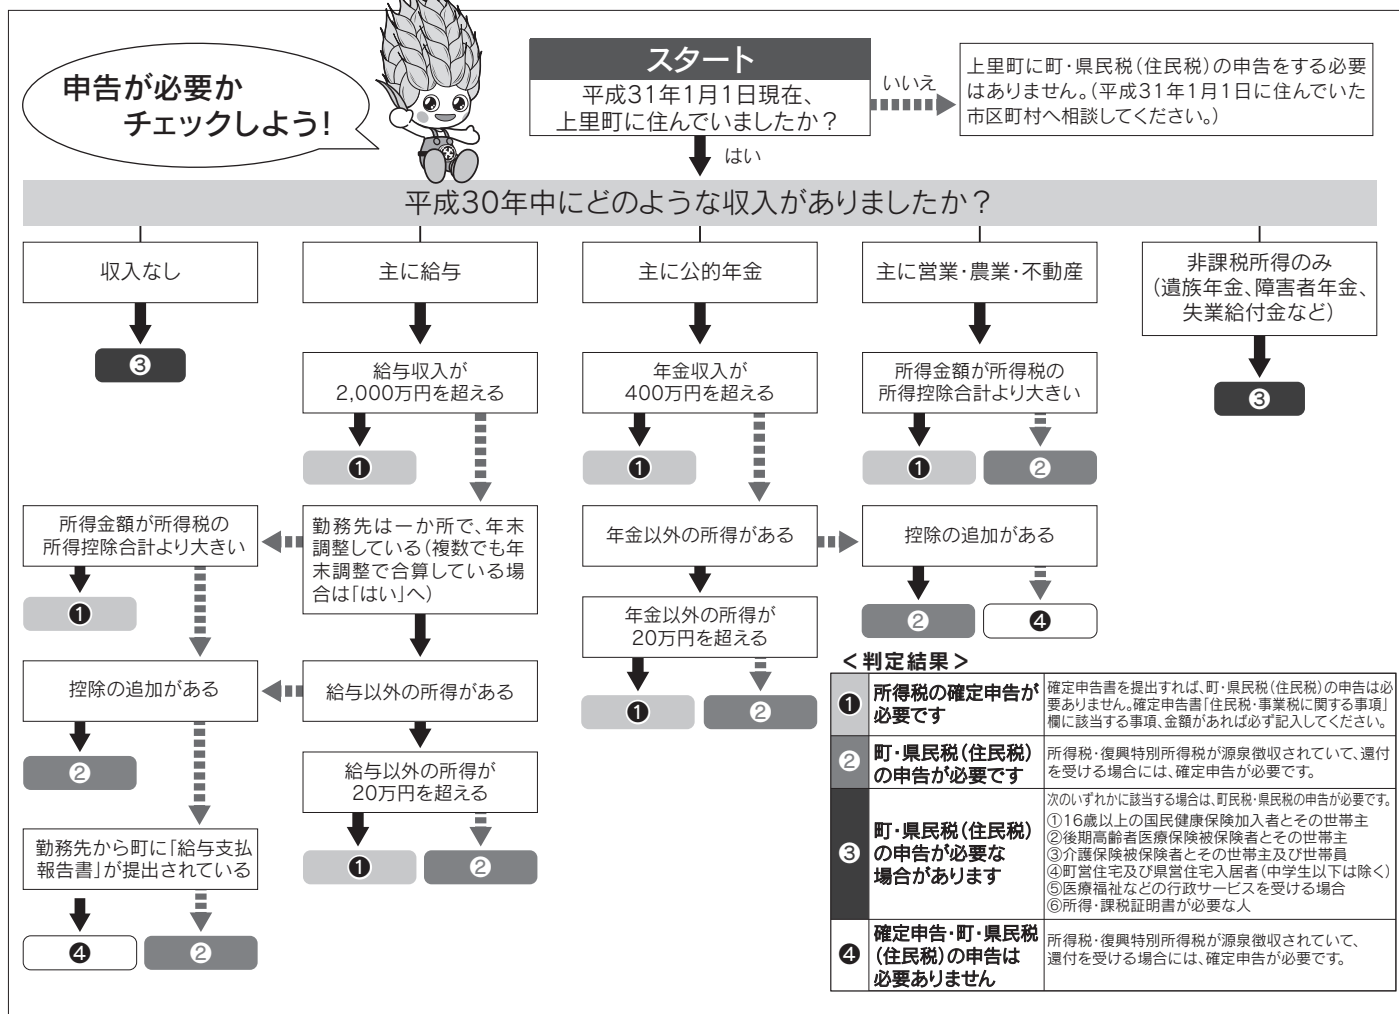 申告が必要か
チェックしよう!
スタート
平成31年1月1日現在、
上里町に住んでいましたか?
いいえ
上里町に町・県民税(住民税)の申告をする必要
はありません。(平成31年1月1日に住んでいた
市区町村へ相談してください。)
はい
平成30年中にどのような収入がありましたか?
収入なし
❸
主に給与
給与収入が
2,000万円を超える
❶
主に公的年金
年金収入が
400万円を超える
❶
主に営業・農業・不動産
所得金額が所得税の
所得控除合計より大きい
❶
❷
非課税所得のみ
(遺族年金、障害者年金、
失業給付金など)
❸
所得金額が所得税の
所得控除合計より大きい
❶
勤務先は一か所で、年末
調整している(複数でも年
末調整で合算している場
合は「はい」へ)
年金以外の所得がある
控除の追加がある
❷
❹
年金以外の所得が
20万円を超える
❶
❷
控除の追加がある
❷
給与以外の所得がある
給与以外の所得が
20万円を超える
❶
❷
勤務先から町に「給与支払
報告書」が提出されている
❹
❷
<判定結果>
❶
所得税の確定申告が
必要です
確定申告書を提出すれば、町・県民税(住民税)の申告は必
要ありません。確定申告書「住民税・事業税に関する事項」
欄に該当する事項、金額があれば必ず記入してください。
❷
町・県民税(住民税)
の申告が必要です
所得税・復興特別所得税が源泉徴収されていて、還付
を受ける場合には、確定申告が必要です。
❸
町・県民税(住民税)
の申告が必要な
場合があります
次のいずれかに該当する場合は、町民税・県民税の申告が必要です。
①16歳以上の国民健康保険加入者とその世帯主
②後期高齢者医療保険被保険者とその世帯主
③介護保険被保険者とその世帯主及び世帯員
④町営住宅及び県営住宅入居者(中学生以下は除く)
⑤医療福祉などの行政サービスを受ける場合
⑥所得・課税証明書が必要な人
❹
確定申告・町・県民税
(住民税)の申告は
必要ありません
所得税・復興特別所得税が源泉徴収されていて、
還付を受ける場合には、確定申告が必要です。